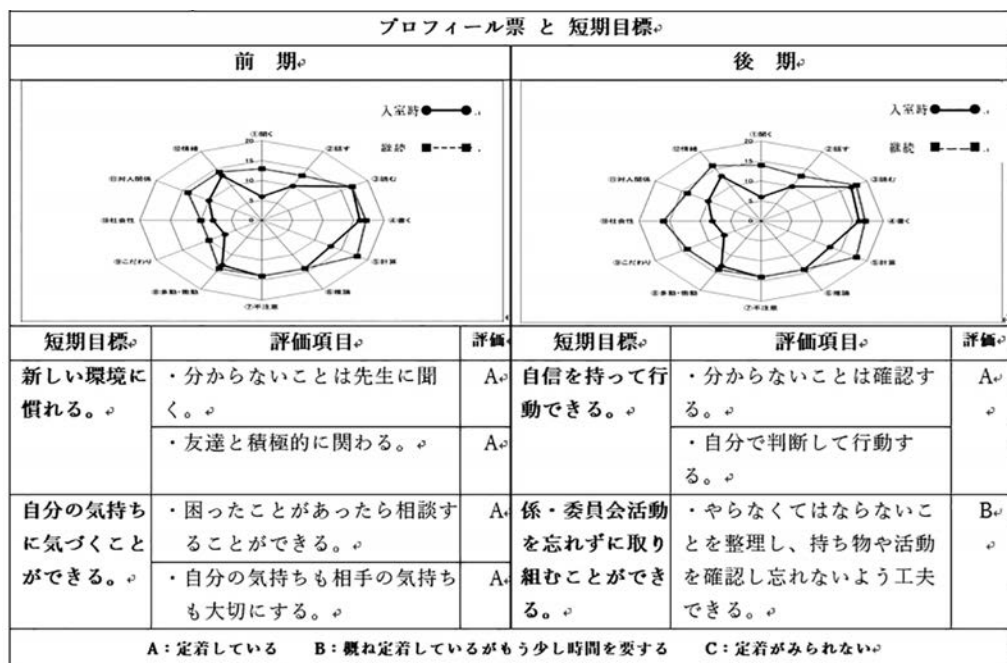 プロフィール票 と 短期目標
前 期
後 期
入室時
継続
①聞く
②話す
③読む
④書く
⑤計算
⑥推論
⑦不注意
⑧多動・衝動
⑨こだわり
⑩社会性
⑪対人関係
⑫情緒
20
15
10
5
0
入室時
継続
①聞く
②話す
③読む
④書く
⑤計算
⑥推論
⑦不注意
⑧多動・衝動
⑨こだわり
⑩社会性
⑪対人関係
⑫情緒
20
15
10
5
0
短期目標
評価項目
評価
新しい環境に
慣れる。
・分からないことは先生に聞
く。
A
・友達と積極的に関わる。
A
自分の気持ち
に気づくこと
ができる。
・困ったことがあったら相談す
ることができる。
A
・自分の気持ちも相手の気持ち
も大切にする。
A
短期目標
評価項目
評価
自信を持って行
動できる。
・分からないことは確認す
る。
A
・自分で判断して行動す
る。
係・委員会活動
を忘れずに取り
組むことができ
る。
・やらなくてはならないこ
とを整理し、持ち物や活動
を確認し忘れないよう工夫
できる。
B
A：定着している B：概ね定着しているがもう少し時間を要する C：定着がみられない